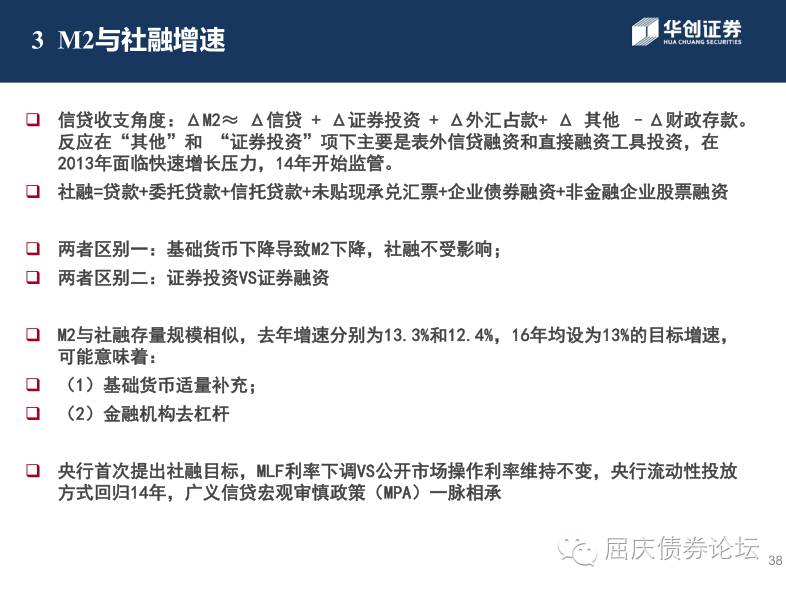 3 M2与社融增速
华创证券
HUA CHUANG SECURITIES
❑ 信贷收支角度：ΔM2≈ Δ信贷 + Δ证券投资 + Δ外汇占款+ Δ 其他 –Δ财政存款。
反应在“其他”和 “证券投资”项下主要是表外信贷融资和直接融资工具投资，在
2013年面临快速增长压力，14年开始监管。
❑ 社融=贷款+委托贷款+信托贷款+未贴现承兑汇票+企业债券融资+非金融企业股票融资
❑ 两者区别一：基础货币下降导致M2下降，社融不受影响；
❑ 两者区别二：证券投资VS证券融资
❑ M2与社融存量规模相似，去年增速分别为13.3%和12.4%，16年均设为13%的目标增速，
可能意味着：
❑ （1）基础货币适量补充；
❑ （2）金融机构去杠杆
❑ 央行首次提出社融目标，MLF利率下调VS公开市场操作利率维持不变，央行流动性投放
方式回归14年，广义信贷宏观审慎政策（MPA）一脉相承
屈庆债券论坛
38